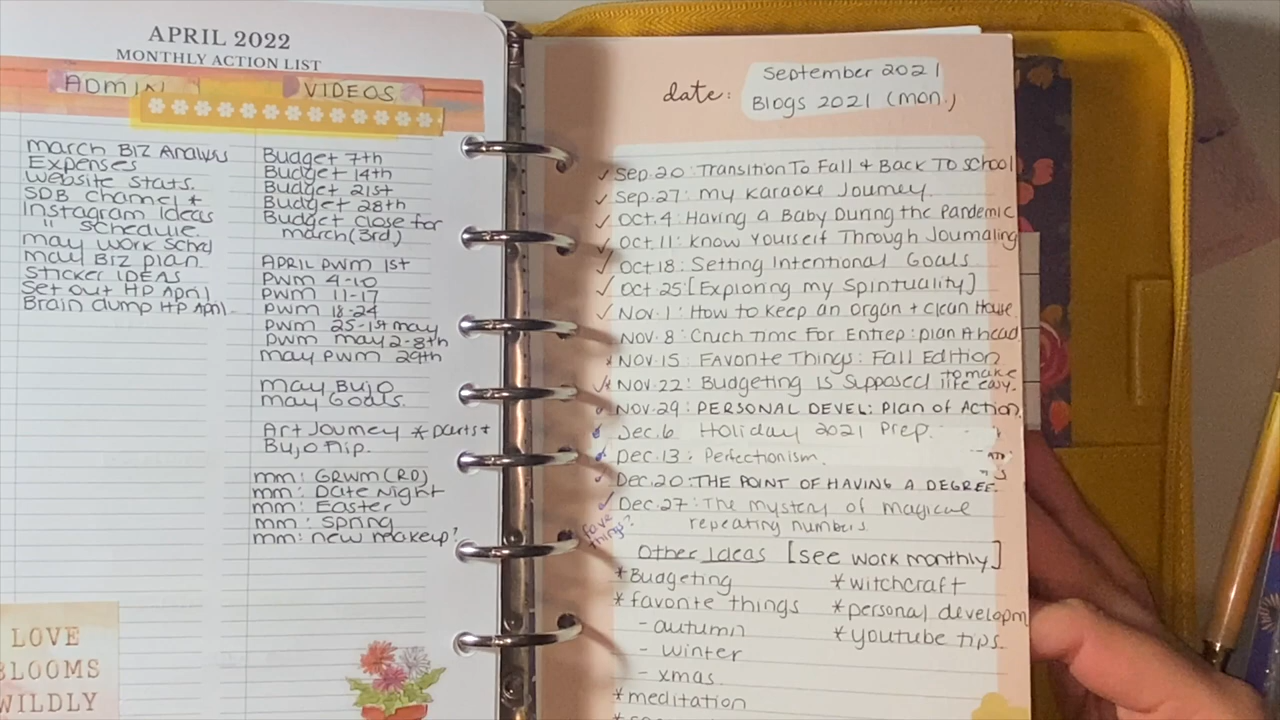 APRIL 2022
MONTHLY ACTION LIST
ADMIN
VIDEOS
march BIZ Analysis
Expenses
Website Stats.
SDB channel +
Instagram Ideas
" schedule.
may work sched
may BIZ plan.
Sticker IDEAS
Set out HP April
Brain dump HP April.
Budget 7th
Budget 14th
Budget 21st
Budget 28th
Budget close for
march (3rd)
APRIL PWM 1st
PWM 4-10
PWM 11-17
PWM 18-24
PWM 25-1st may
PWM may 2-8th
may PWM 29th
may BUJO
may Goals.
Art Journey * parts+
BUJO flip.
mm: GRWM (RD)
mm: Date Night
mm: Easter
mm: Spring
mm: new makeup?
LOVE
BLOOMS
WILDLY
date:
September 2021
Blogs 2021 (mon.)
✓ Sep. 20: Transition To Fall + Back To School
✓ Sep. 27: my Karaoke Journey.
✓ Oct. 4: Having a Baby During the Pandemic
✓ Oct. 11: Know Yourself Through Journaling
✓ Oct 18: Setting Intentional Goals
✓ Oct 25: [Exploring my Spirituality]
✓ Nov. 1: How to keep an organ + clean House.
Nov. 8: Crunch Time For Entrep: plan Ahead
* Nov. 15: Favorite Things: Fall Edition
Nov. 22: Budgeting is Supposed to make
life easy.
Nov. 29: PERSONAL DEVEL: Plan of Action.
Dec. 6 Holiday 2021 Prep.
Dec. 13: Perfectionism.
Dec. 20: THE POINT OF HAVING A DEGREE.
Dec. 27: The mystery of magical
repeating numbers
fave
things?
Other Ideas [see work monthly]
* Budgeting
* favorite things
- autumn
- winter
- xmas.
* meditation
* witchcraft
* personal developm
* youtube tips.